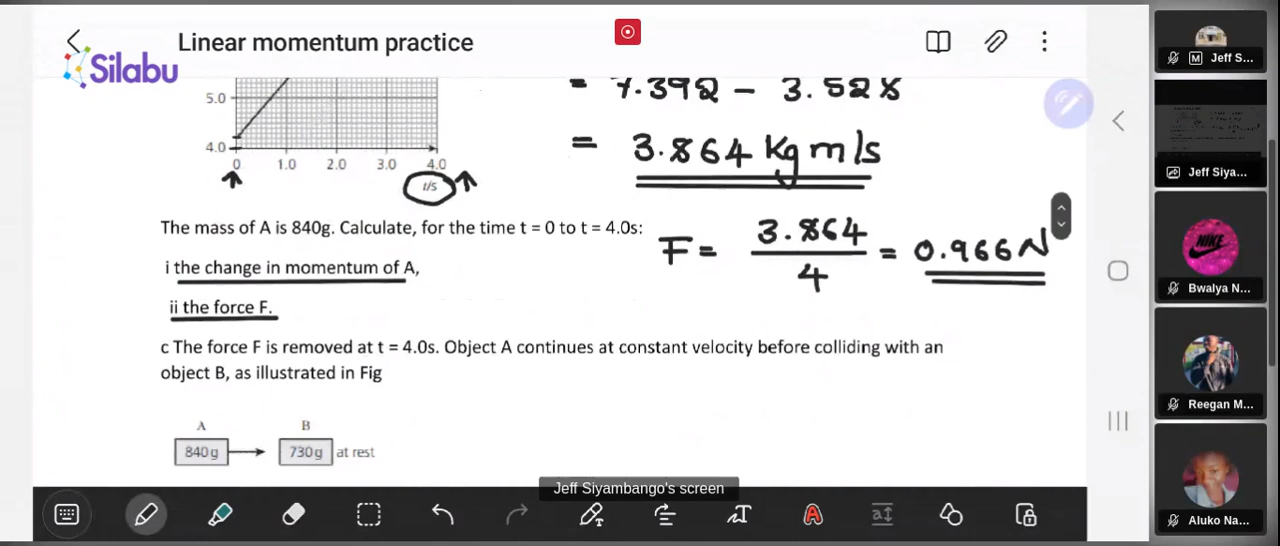 Linear momentum practice
Silabu
= 7.392 - 3.528
5.0
= 3.864 Kg m/s
4.0
0 1.0 2.0 3.0 4.0
t/s
The mass of A is 840g. Calculate, for the time t = 0 to t = 4.0s:
F = 3.864 / 4 = 0.966 N
i the change in momentum of A,
ii the force F.
c The force F is removed at t = 4.0s. Object A continues at constant velocity before colliding with an
object B, as illustrated in Fig
A B
840 g 730 g at rest
Jeff Siyambango's screen
M Jeff S...
Jeff Siya...
NIKE
Bwalya N...
Reegan M...
Aluko Na...